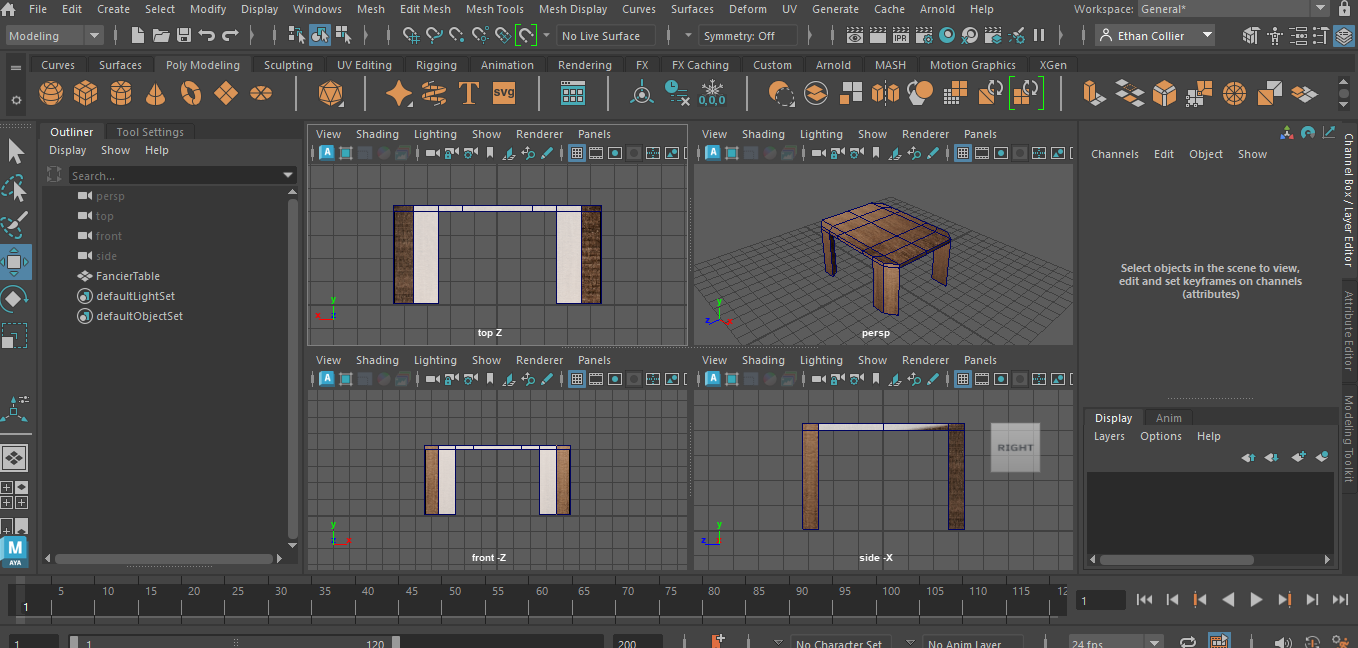 File Edit Create Select Modify Display Windows Mesh Edit Mesh Mesh Tools Mesh Display Curves Surfaces Deform UV Generate Cache Arnold Help Workspace: General*
Modeling No Live Surface Symmetry: Off IPR Ethan Collier
Curves Surfaces Poly Modeling Sculpting UV Editing Rigging Animation Rendering FX FX Caching Custom Arnold MASH Motion Graphics XGen
T svg 0,0,0
Outliner Tool Settings
Display Show Help
Search...
persp
top
front
side
FancierTable
defaultLightSet
defaultObjectSet
View Shading Lighting Show Renderer Panels
A
y
x
z
top Z
View Shading Lighting Show Renderer Panels
A
y
z
persp
View Shading Lighting Show Renderer Panels
A
y
z
front -Z
View Shading Lighting Show Renderer Panels
A
RIGHT
y
z
side -X
Channels Edit Object Show
Select objects in the scene to view,
edit and set keyframes on channels
(attributes)
Channel Box / Layer Editor
Attribute Editor
Modeling Toolkit
Display Anim
Layers Options Help
M
AYA
5 10 15 20 25 30 35 40 45 50 55 60 65 70 75 80 85 90 95 100 105 110 115 12
1
1
1 1 120 200 No Character Set No Anim Layer 24 fps